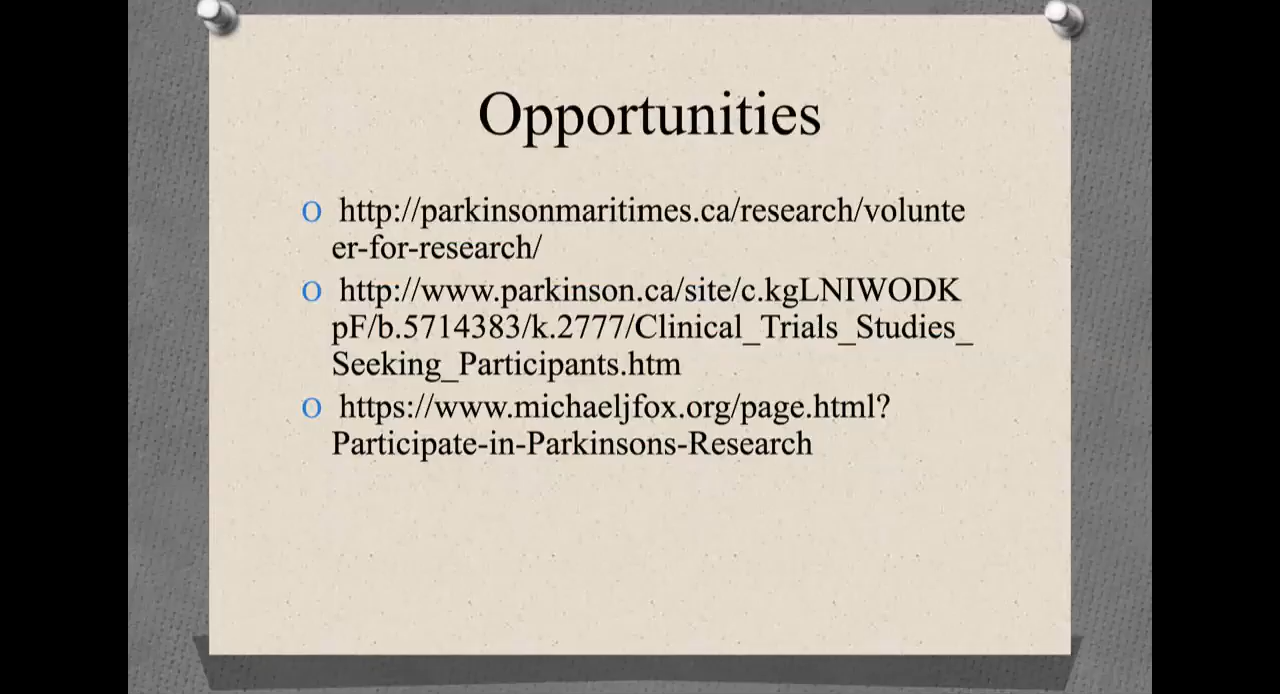 Opportunities
O http://parkinsonmaritimes.ca/research/volunte
er-for-research/
O http://www.parkinson.ca/site/c.kgLNIWODK
pF/b.5714383/k.2777/Clinical_Trials_Studies_
Seeking_Participants.htm
O https://www.michaeljfox.org/page.html?
Participate-in-Parkinsons-Research